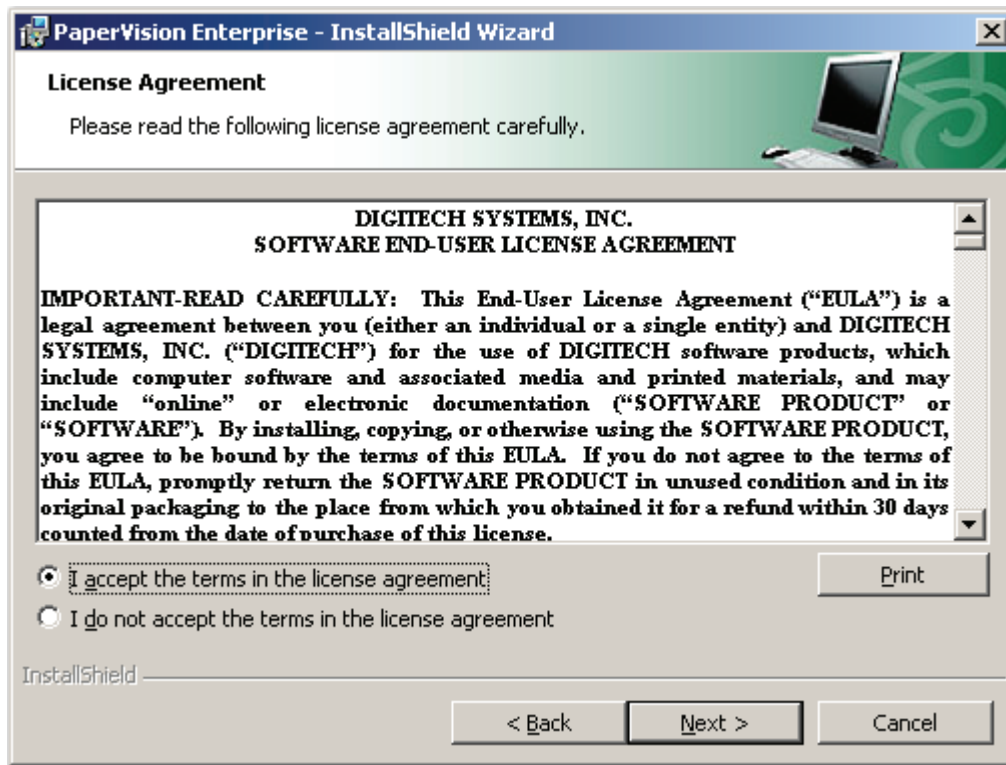 PaperVision Enterprise - InstallShield Wizard
License Agreement
Please read the following license agreement carefully.
DIGITECH SYSTEMS, INC.
SOFTWARE END-USER LICENSE AGREEMENT
IMPORTANT-READ CAREFULLY: This End-User License Agreement (“EULA”) is a
legal agreement between you (either an individual or a single entity) and DIGITECH
SYSTEMS, INC. (“DIGITECH”) for the use of DIGITECH software products, which
include computer software and associated media and printed materials, and may
include “online” or electronic documentation (“SOFTWARE PRODUCT” or
“SOFTWARE”). By installing, copying, or otherwise using the SOFTWARE PRODUCT,
you agree to be bound by the terms of this EULA. If you do not agree to the terms of
this EULA, promptly return the SOFTWARE PRODUCT in unused condition and in its
original packaging to the place from which you obtained it for a refund within 30 days
counted from the date of purchase of this license.
I accept the terms in the license agreement
Print
I do not accept the terms in the license agreement
InstallShield
< Back
Next >
Cancel